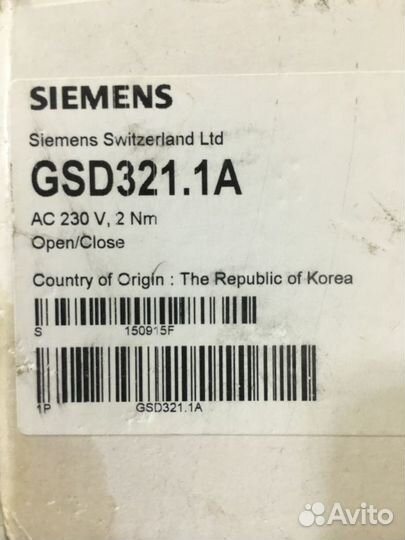 SIEMENS
Siemens Switzerland Ltd
GSD321.1A
AC 230 V, 2 Nm
Open/Close
Country of Origin : The Republic of Korea
S 150915F
1P GSD321.1A
Avito